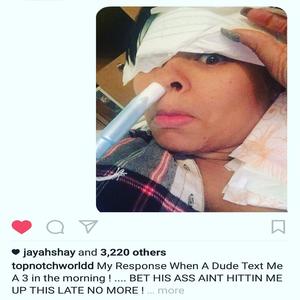 jayahshay and 3,220 others
topnotchworldd My Response When A Dude Text Me
A 3 in the morning ! .... BET HIS ASS AINT HITTIN ME
UP THIS LATE NO MORE ! ... more